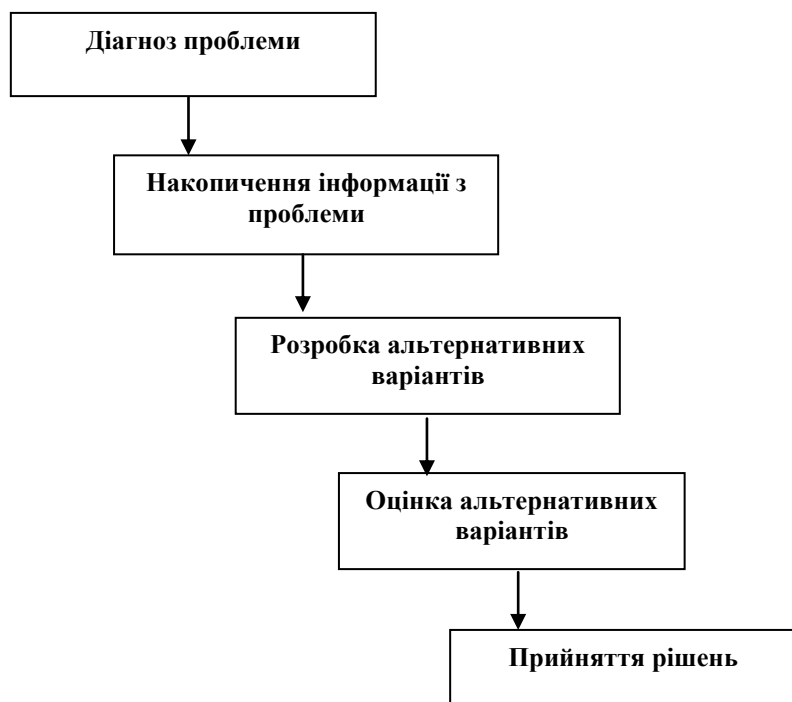 Діагноз проблеми
Накопичення інформації з
проблеми
Розробка альтернативних
варіантів
Оцінка альтернативних
варіантів
Прийняття рішень